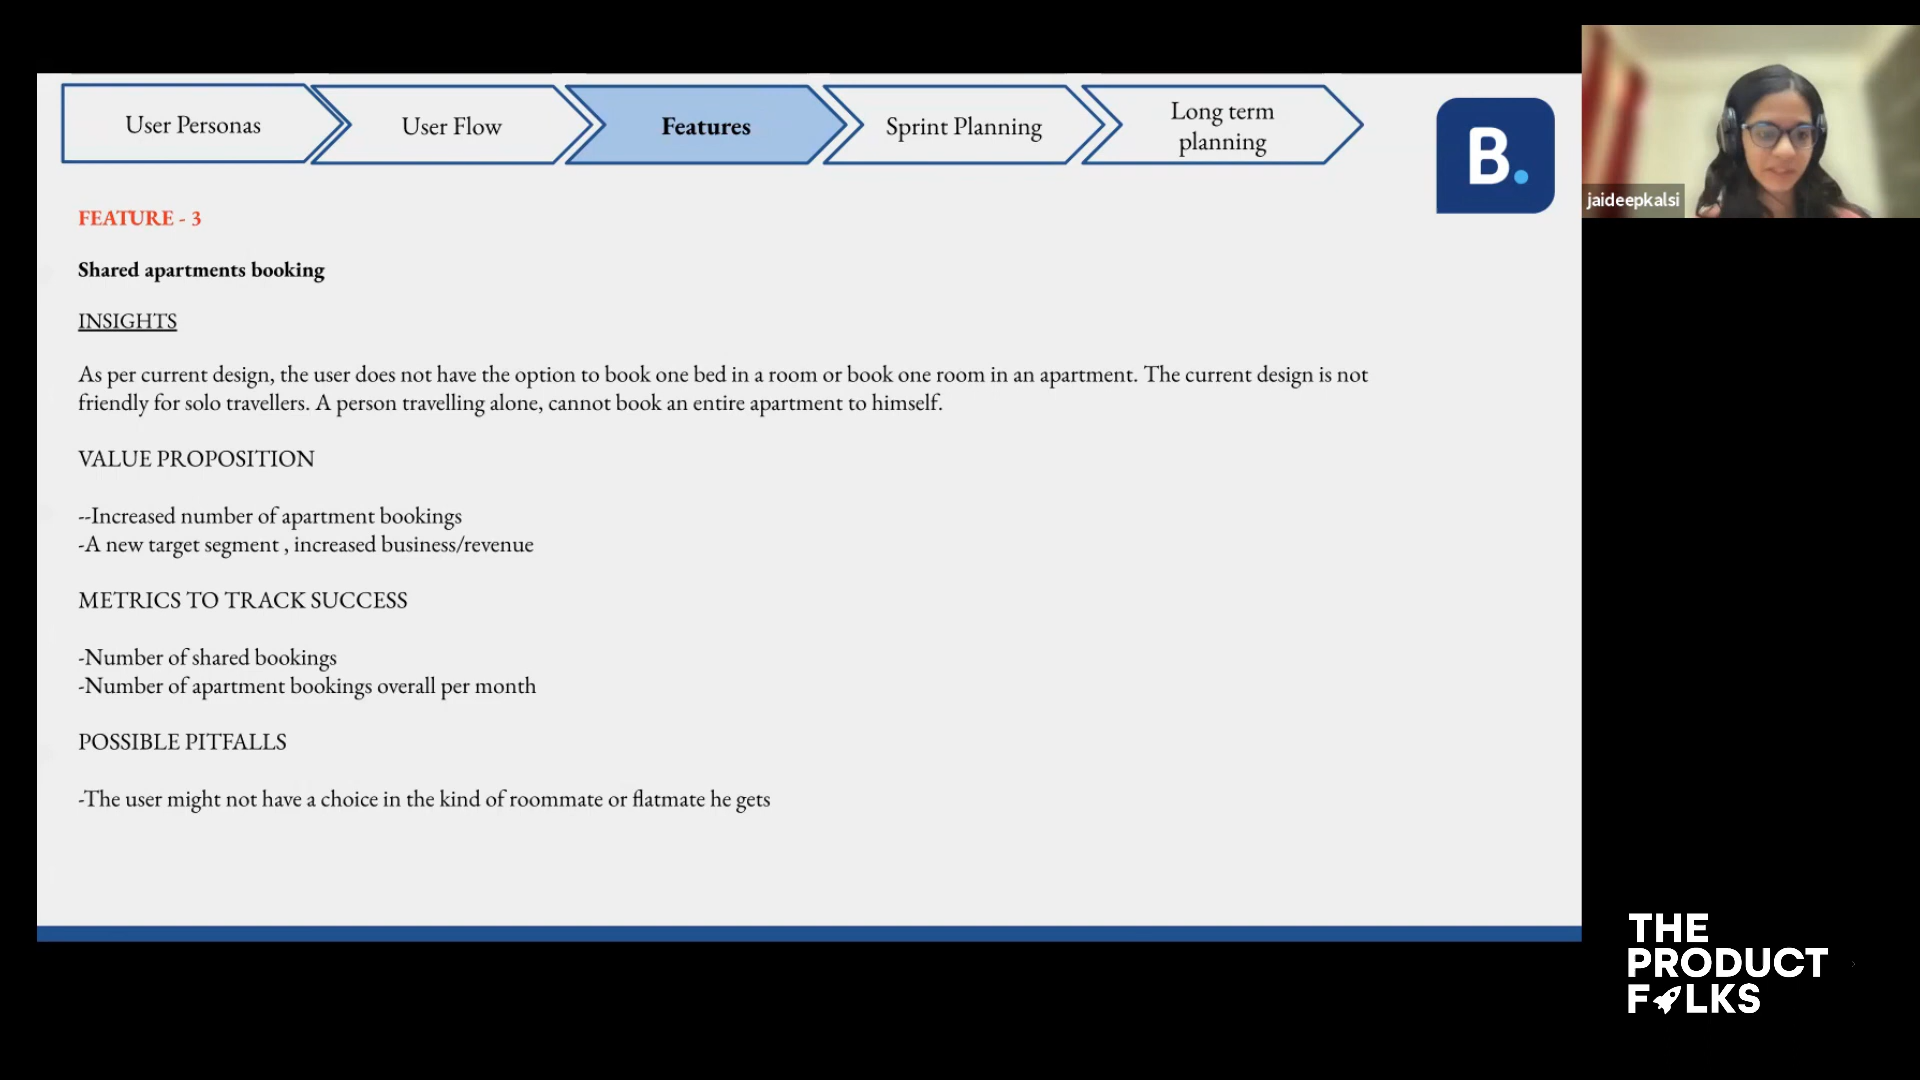 User Personas
User Flow
Features
Sprint Planning
Long term
planning
B.
jaideepkalsi
FEATURE - 3
Shared apartments booking
INSIGHTS
As per current design, the user does not have the option to book one bed in a room or book one room in an apartment. The current design is not
friendly for solo travellers. A person travelling alone, cannot book an entire apartment to himself.
VALUE PROPOSITION
--Increased number of apartment bookings
-A new target segment , increased business/revenue
METRICS TO TRACK SUCCESS
-Number of shared bookings
-Number of apartment bookings overall per month
POSSIBLE PITFALLS
-The user might not have a choice in the kind of roommate or flatmate he gets
THE
PRODUCT
FOLKS